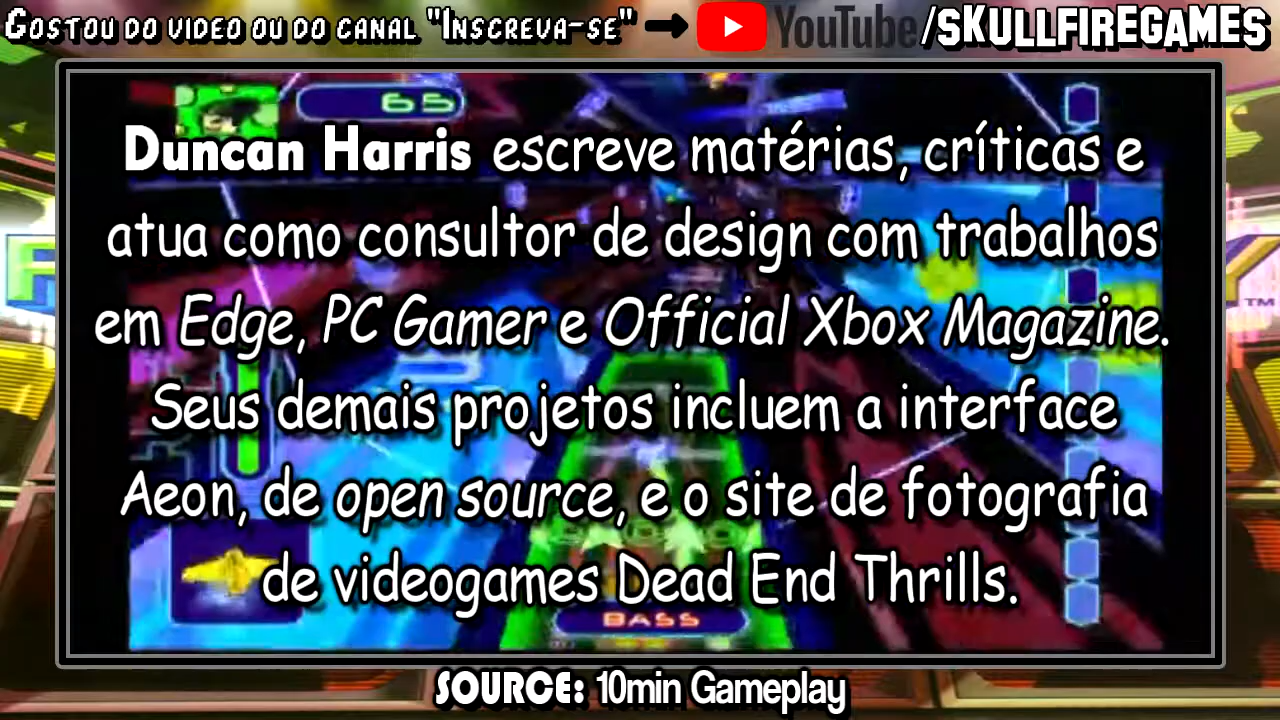 Gostou do video ou do canal "Inscreva-se" → YouTube /SKULLFIREGAMES
65
Duncan Harris escreve matérias, críticas e
atua como consultor de design com trabalhos
em Edge, PC Gamer e Official Xbox Magazine.
Seus demais projetos incluem a interface
Aeon, de open source, e o site de fotografia
de videogames Dead End Thrills.
BASS
SOURCE: 10min Gameplay